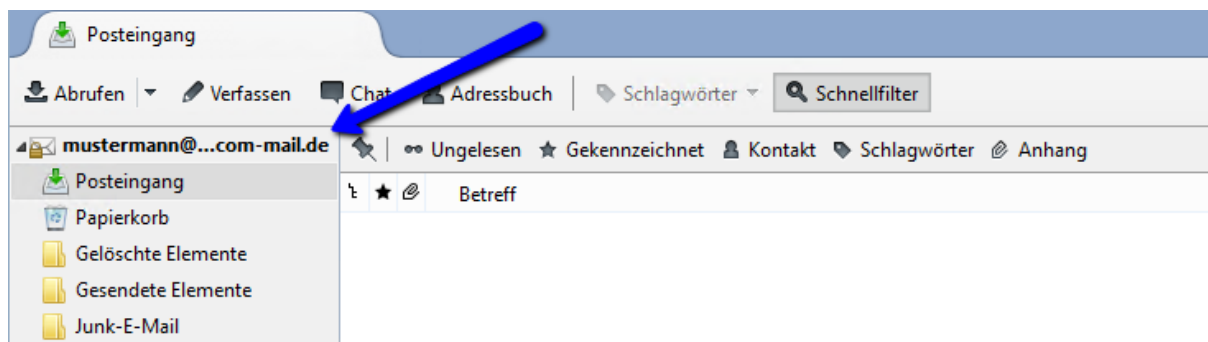 Posteingang
Abrufen Verfassen Chat Adressbuch Schlagwörter Schnellfilter
mustermann@...com-mail.de Ungelesen Gekennzeichnet Kontakt Schlagwörter Anhang
Posteingang
Betreff
Papierkorb
Gelöschte Elemente
Gesendete Elemente
Junk-E-Mail